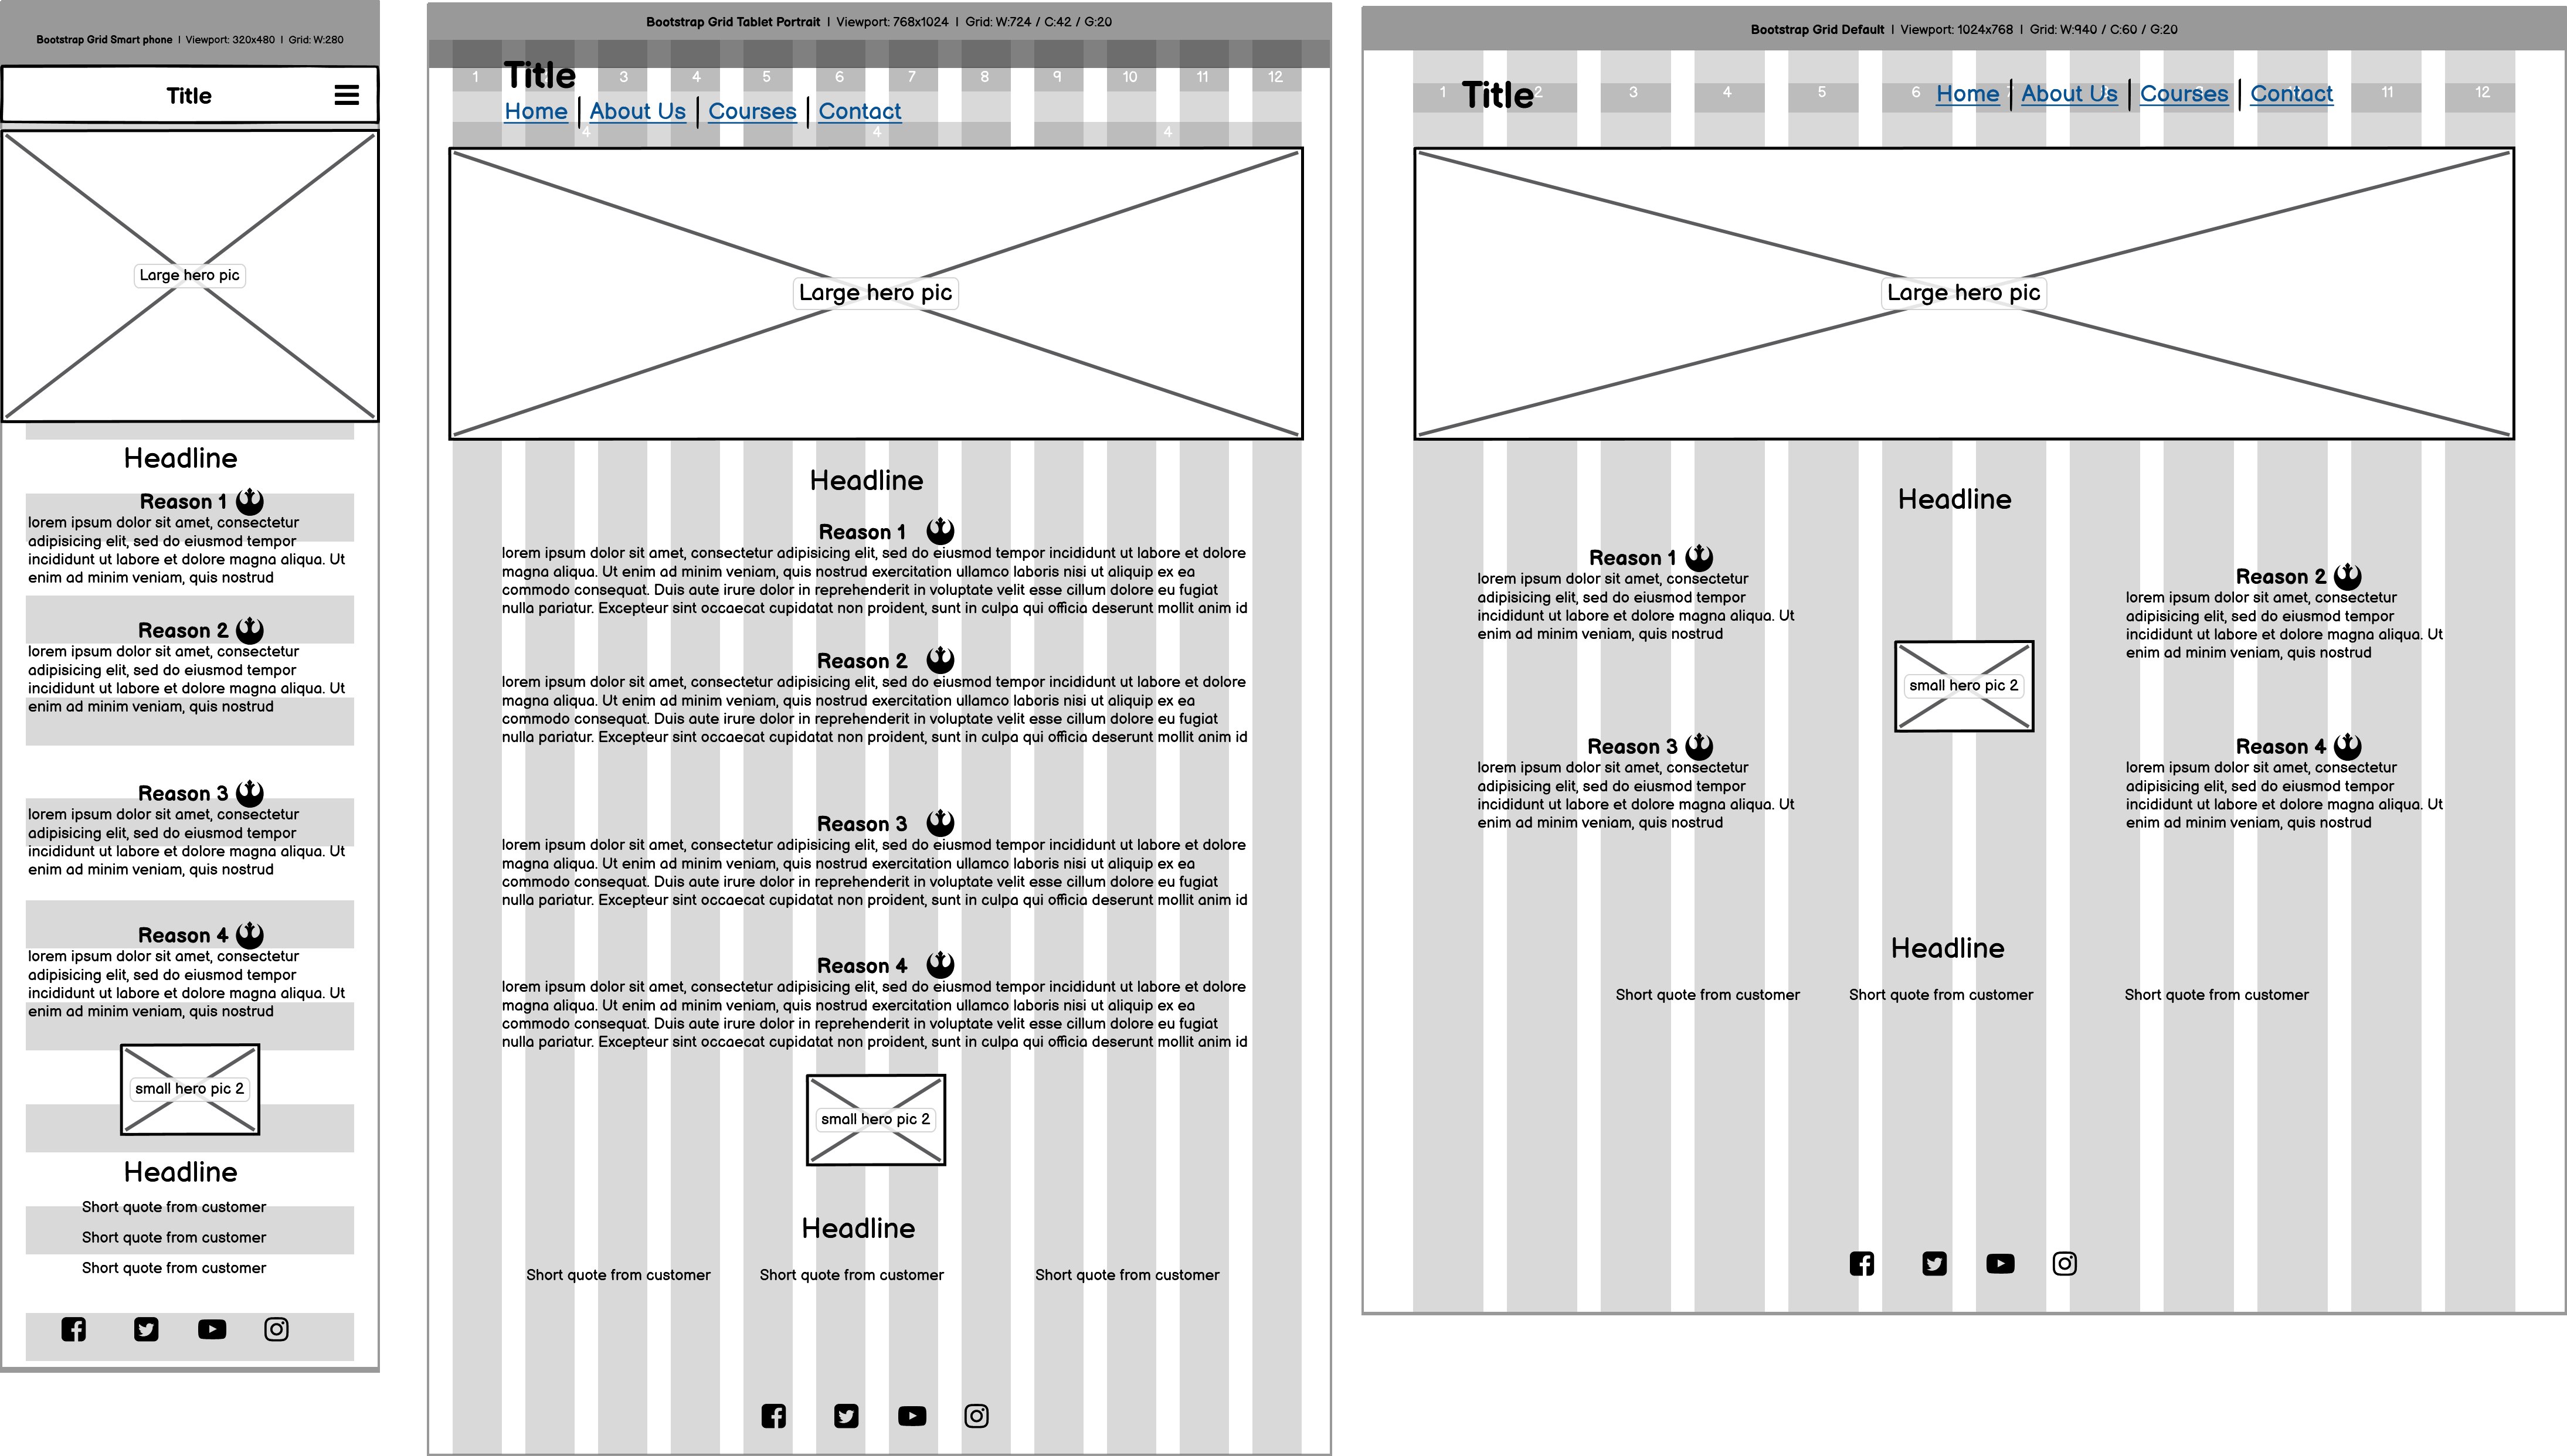 Bootstrap Grid Smart phone | Viewport: 320x480 | Grid: W:280
Title
Large hero pic
Headline
Reason 1
lorem ipsum dolor sit amet, consectetur
adipisicing elit, sed do eiusmod tempor
incididunt ut labore et dolore magna aliqua. Ut
enim ad minim veniam, quis nostrud
Reason 2
lorem ipsum dolor sit amet, consectetur
adipisicing elit, sed do eiusmod tempor
incididunt ut labore et dolore magna aliqua. Ut
enim ad minim veniam, quis nostrud
Reason 3
lorem ipsum dolor sit amet, consectetur
adipisicing elit, sed do eiusmod tempor
incididunt ut labore et dolore magna aliqua. Ut
enim ad minim veniam, quis nostrud
Reason 4
lorem ipsum dolor sit amet, consectetur
adipisicing elit, sed do eiusmod tempor
incididunt ut labore et dolore magna aliqua. Ut
enim ad minim veniam, quis nostrud
small hero pic 2
Headline
Short quote from customer
Short quote from customer
Short quote from customer
Bootstrap Grid Tablet Portrait | Viewport: 768x1024 | Grid: W:724 / C:42 / G:20
1 Title 3 4 5 6 7 8 9 10 11 12
Home | About Us | Courses | Contact
4 4 4
Large hero pic
Headline
Reason 1
lorem ipsum dolor sit amet, consectetur adipisicing elit, sed do eiusmod tempor incididunt ut labore et dolore
magna aliqua. Ut enim ad minim veniam, quis nostrud exercitation ullamco laboris nisi ut aliquip ex ea
commodo consequat. Duis aute irure dolor in reprehenderit in voluptate velit esse cillum dolore eu fugiat
nulla pariatur. Excepteur sint occaecat cupidatat non proident, sunt in culpa qui officia deserunt mollit anim id
Reason 2
lorem ipsum dolor sit amet, consectetur adipisicing elit, sed do eiusmod tempor incididunt ut labore et dolore
magna aliqua. Ut enim ad minim veniam, quis nostrud exercitation ullamco laboris nisi ut aliquip ex ea
commodo consequat. Duis aute irure dolor in reprehenderit in voluptate velit esse cillum dolore eu fugiat
nulla pariatur. Excepteur sint occaecat cupidatat non proident, sunt in culpa qui officia deserunt mollit anim id
Reason 3
lorem ipsum dolor sit amet, consectetur adipisicing elit, sed do eiusmod tempor incididunt ut labore et dolore
magna aliqua. Ut enim ad minim veniam, quis nostrud exercitation ullamco laboris nisi ut aliquip ex ea
commodo consequat. Duis aute irure dolor in reprehenderit in voluptate velit esse cillum dolore eu fugiat
nulla pariatur. Excepteur sint occaecat cupidatat non proident, sunt in culpa qui officia deserunt mollit anim id
Reason 4
lorem ipsum dolor sit amet, consectetur adipisicing elit, sed do eiusmod tempor incididunt ut labore et dolore
magna aliqua. Ut enim ad minim veniam, quis nostrud exercitation ullamco laboris nisi ut aliquip ex ea
commodo consequat. Duis aute irure dolor in reprehenderit in voluptate velit esse cillum dolore eu fugiat
nulla pariatur. Excepteur sint occaecat cupidatat non proident, sunt in culpa qui officia deserunt mollit anim id
small hero pic 2
Headline
Short quote from customer Short quote from customer Short quote from customer
Bootstrap Grid Default | Viewport: 1024x768 | Grid: W:940 / C:60 / G:20
1 Title 2 3 4 5 6 Home | About Us | Courses | Contact 11 12
Large hero pic
Headline
Reason 1
lorem ipsum dolor sit amet, consectetur
adipisicing elit, sed do eiusmod tempor
incididunt ut labore et dolore magna aliqua. Ut
enim ad minim veniam, quis nostrud
Reason 2
lorem ipsum dolor sit amet, consectetur
adipisicing elit, sed do eiusmod tempor
incididunt ut labore et dolore magna aliqua. Ut
enim ad minim veniam, quis nostrud
small hero pic 2
Reason 3
lorem ipsum dolor sit amet, consectetur
adipisicing elit, sed do eiusmod tempor
incididunt ut labore et dolore magna aliqua. Ut
enim ad minim veniam, quis nostrud
Reason 4
lorem ipsum dolor sit amet, consectetur
adipisicing elit, sed do eiusmod tempor
incididunt ut labore et dolore magna aliqua. Ut
enim ad minim veniam, quis nostrud
Headline
Short quote from customer Short quote from customer Short quote from customer